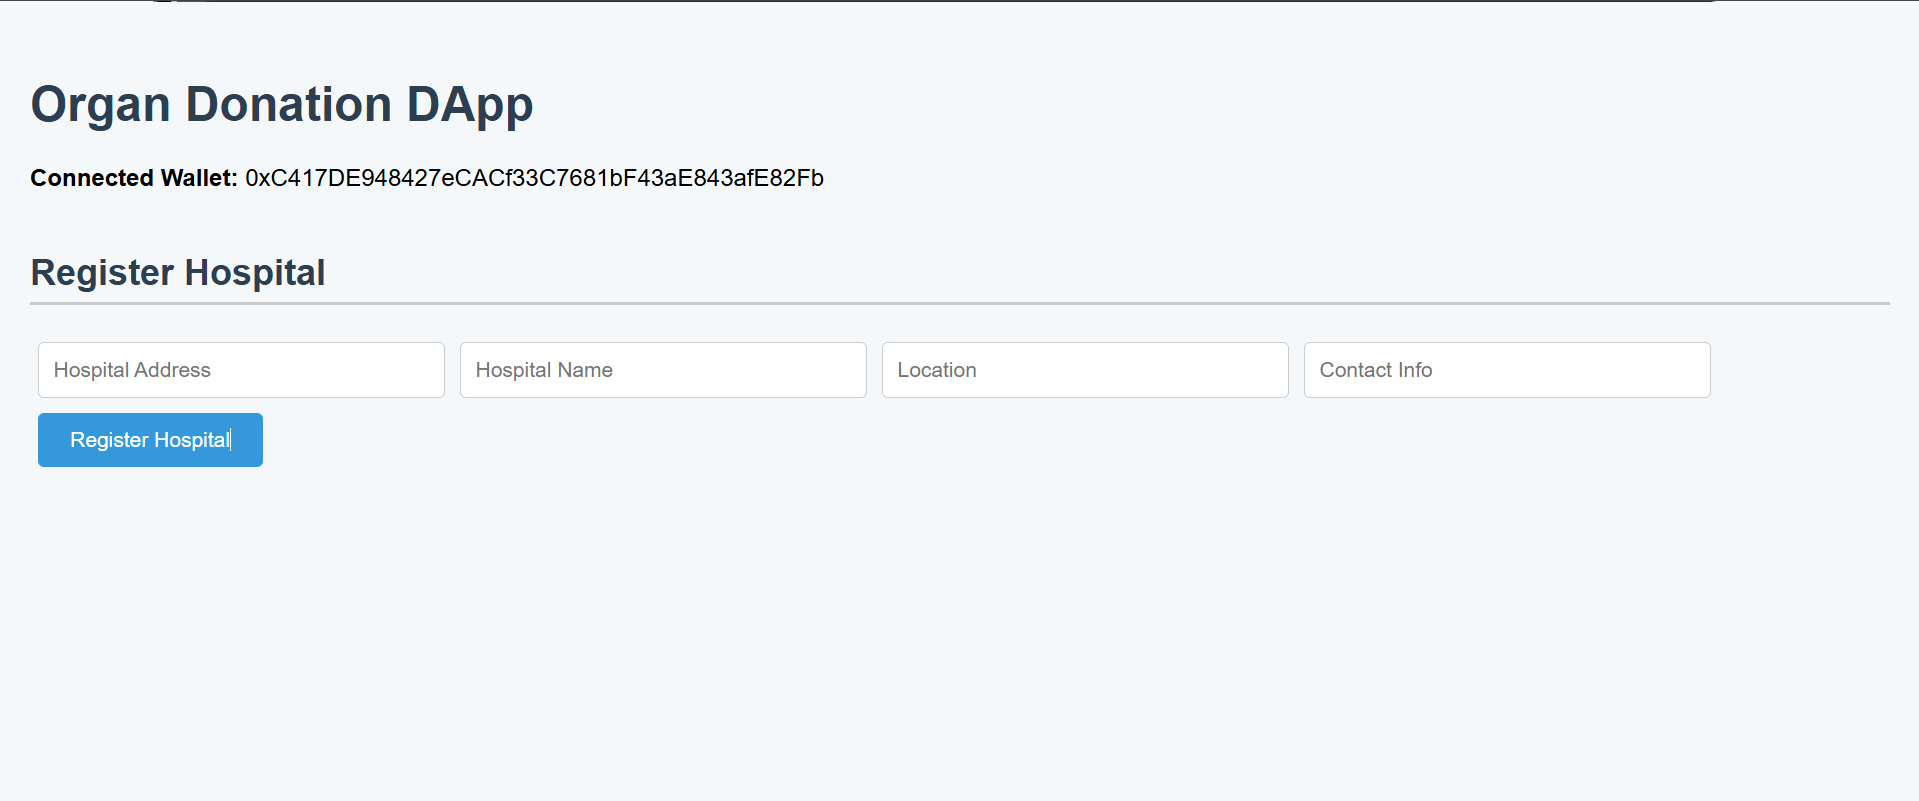 Organ Donation DApp
Connected Wallet: 0xC417DE948427eCACf33C7681bF43aE843afE82Fb
Register Hospital
Hospital Address Hospital Name Location Contact Info
Register Hospital